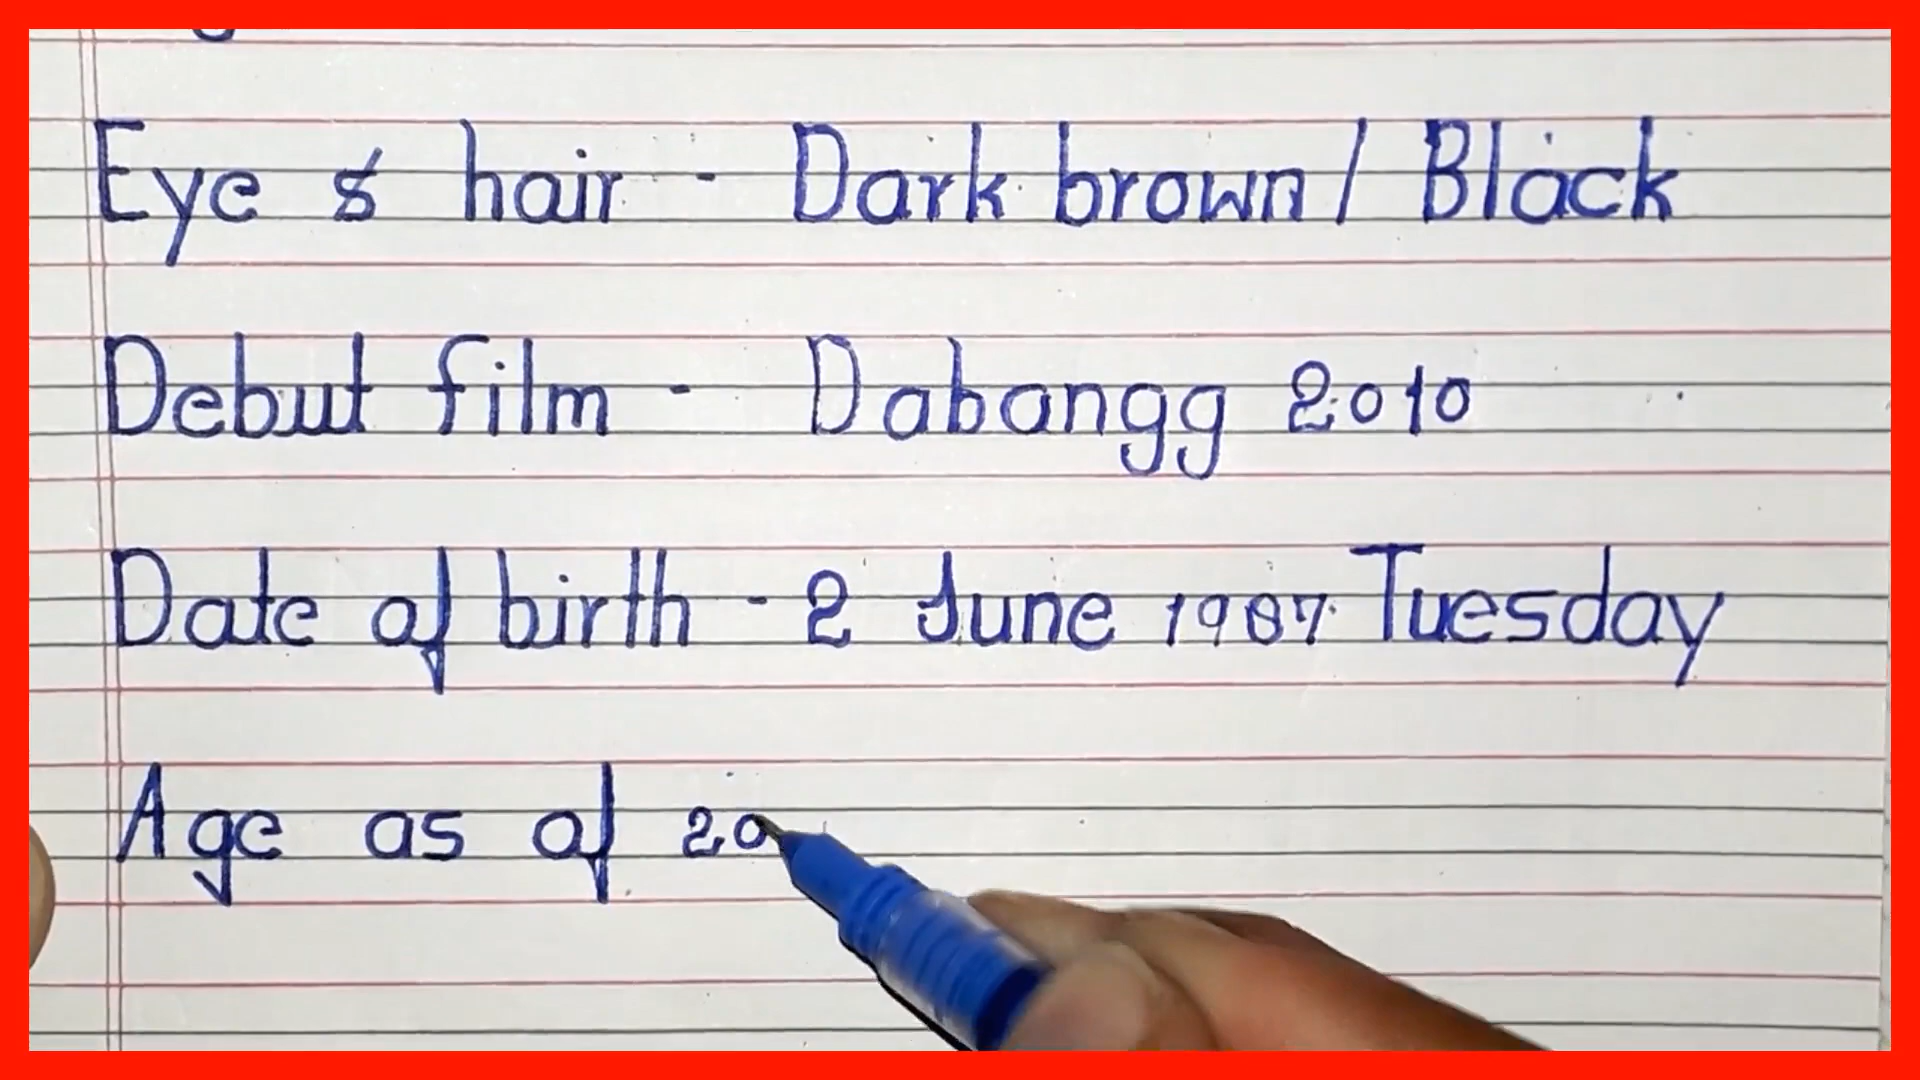 Eye & hair - Dark brown / Black
Debut film - Dabangg 2010
Date of birth - 2 June 1987 Tuesday
Age as of 20